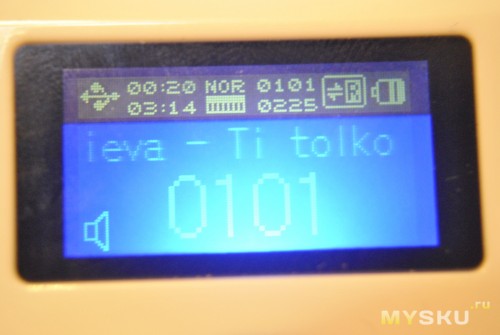 00:20 NOR 0101 R
03:14 0225
ieva - Ti tolko
0101
MYSKU.ru